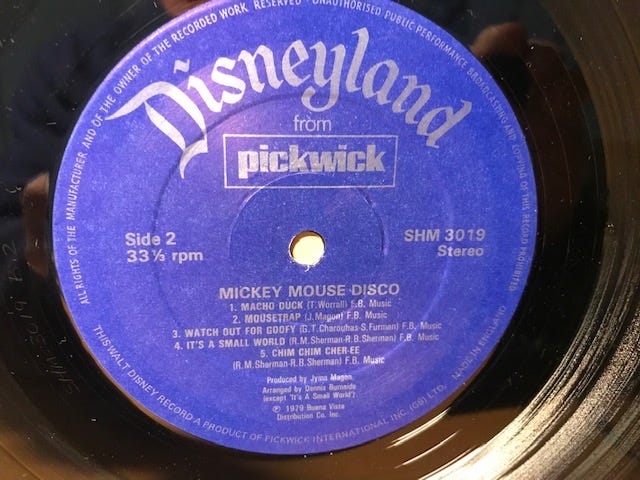 ALL RIGHTS OF THE MANUFACTURER AND OF THE OWNER OF THE RECORDED WORK RESERVED · UNAUTHORISED PUBLIC PERFORMANCE BROADCASTING AND COPYING OF THIS RECORD PROHIBITED
Disneyland
from
pickwick
Side 2
33⅓ rpm
SHM 3019
Stereo
MICKEY MOUSE DISCO
1. MACHO DUCK (T.Worrall) F.B. Music
2. MOUSETRAP (J.Magon) F.B. Music
3. WATCH OUT FOR GOOFY (G.T.Charouhas-S.Furman) F.B. Music
4. IT'S A SMALL WORLD (R.M.Sherman-R.B.Sherman) F.B. Music
5. CHIM CHIM CHER-EE
(R.M.Sherman-R.B.Sherman) F.B. Music
Produced by Jymn Magon
Arranged by Dennis Burnside
(except "It's A Small World")
℗ 1979 Buena Vista
Distribution Co. Inc.
THIS WALT DISNEY RECORD A PRODUCT OF PICKWICK INTERNATIONAL INC (GB) LTD. MADE IN ENGLAND